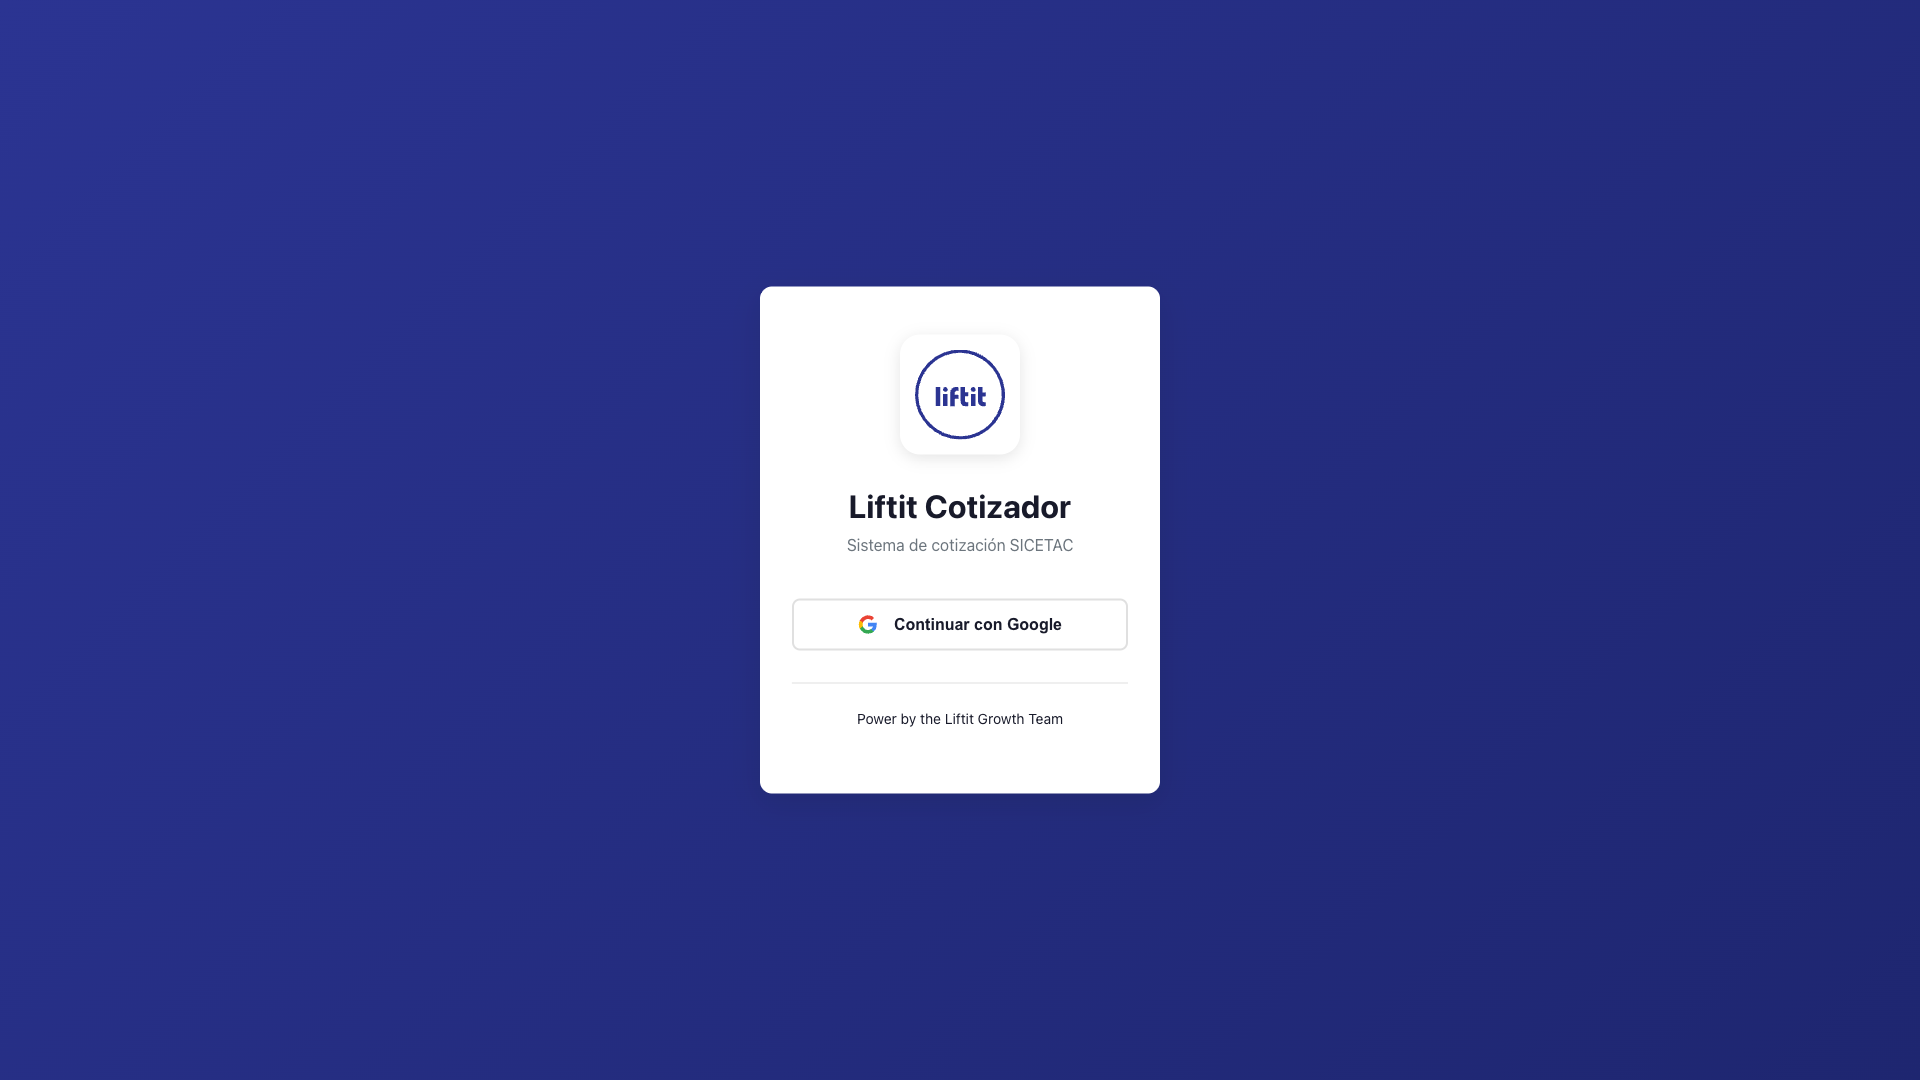 liftit
Liftit Cotizador
Sistema de cotización SICETAC
Continuar con Google
Power by the Liftit Growth Team